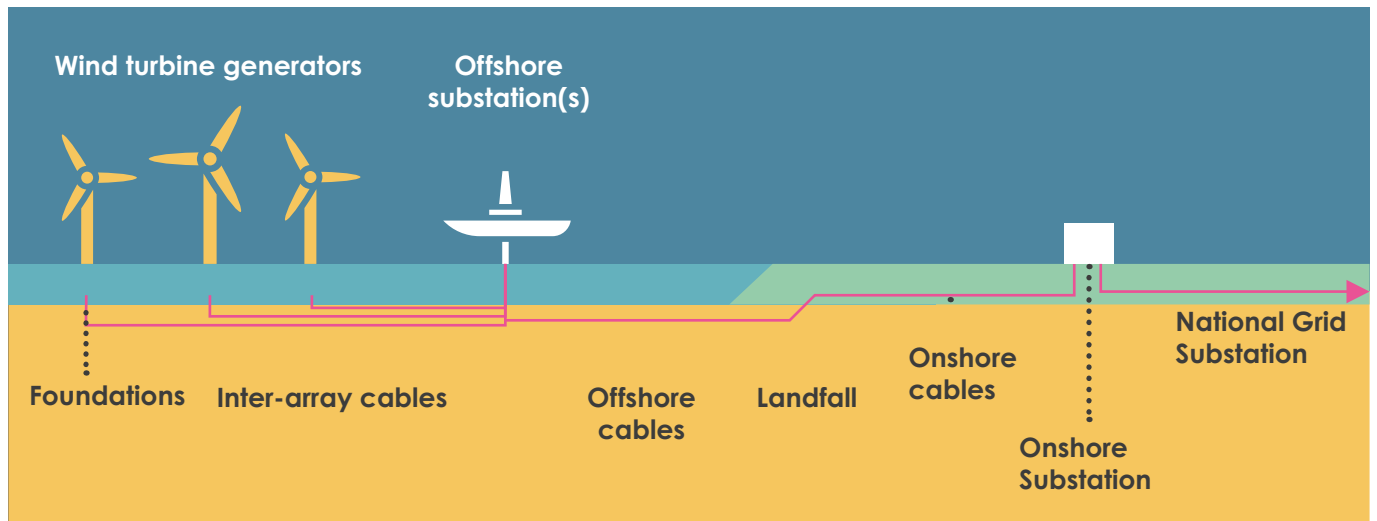 Wind turbine generators
Offshore
substation(s)
National Grid
Substation
Onshore
cables
Foundations
Inter-array cables
Offshore
cables
Landfall
Onshore
Substation